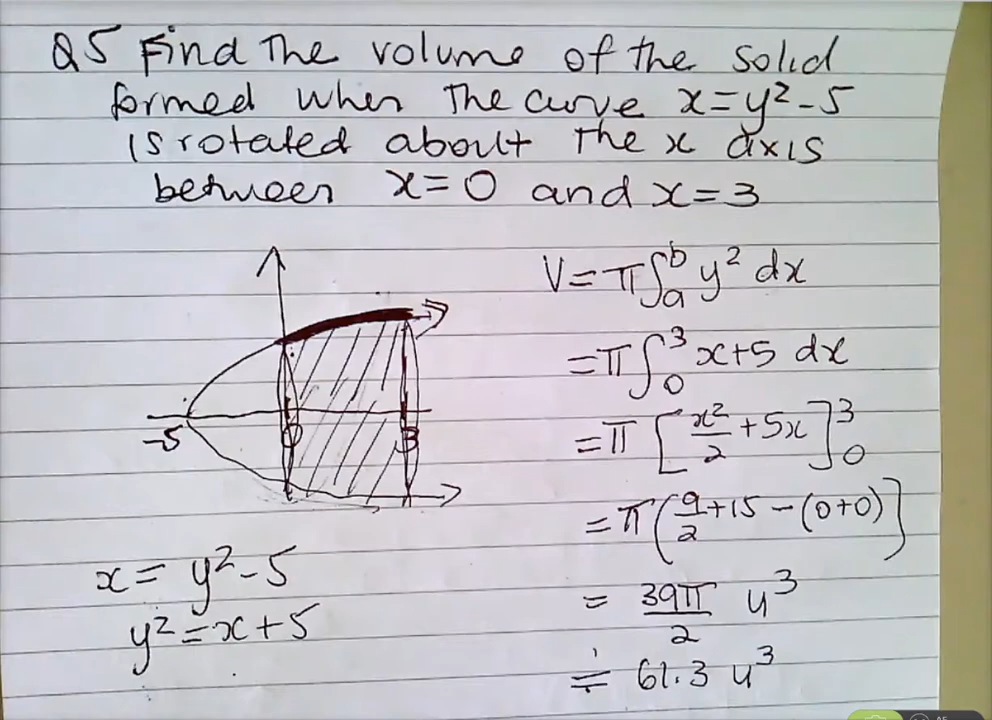 Q5 Find The volume of the solid
formed when The curve x=y²-5
is rotated about The x axis
between x=0 and x=3
V=π∫ₐᵇ y² dx
=π∫₀³ x+5 dx
=π[x²/2+5x]₀³
=π(9/2+15-(0+0)]
=39π/2 u³
≑ 61.3 u³
-5 0 3
x= y²-5
y²=x+5